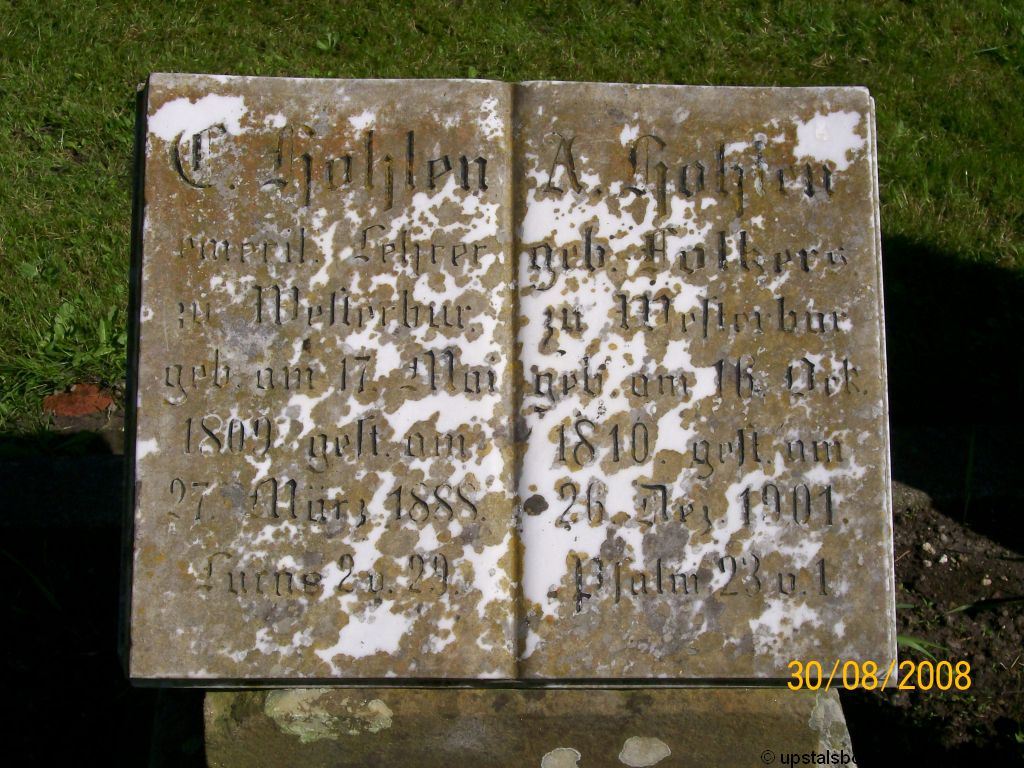 C. Hohlen
emerit. Lehrer
zu Westerbur,
geb. am 17. Mai
1809 gest. am
27. März 1888.
Lucas 2 v. 29.
A. Hohlen
geb. Folkers
zu Westerbur
geb. am 16. Oct.
1810. gest. am
26. Dez. 1901.
Psalm 23 v. 1
30/08/2008
© upstalsbo